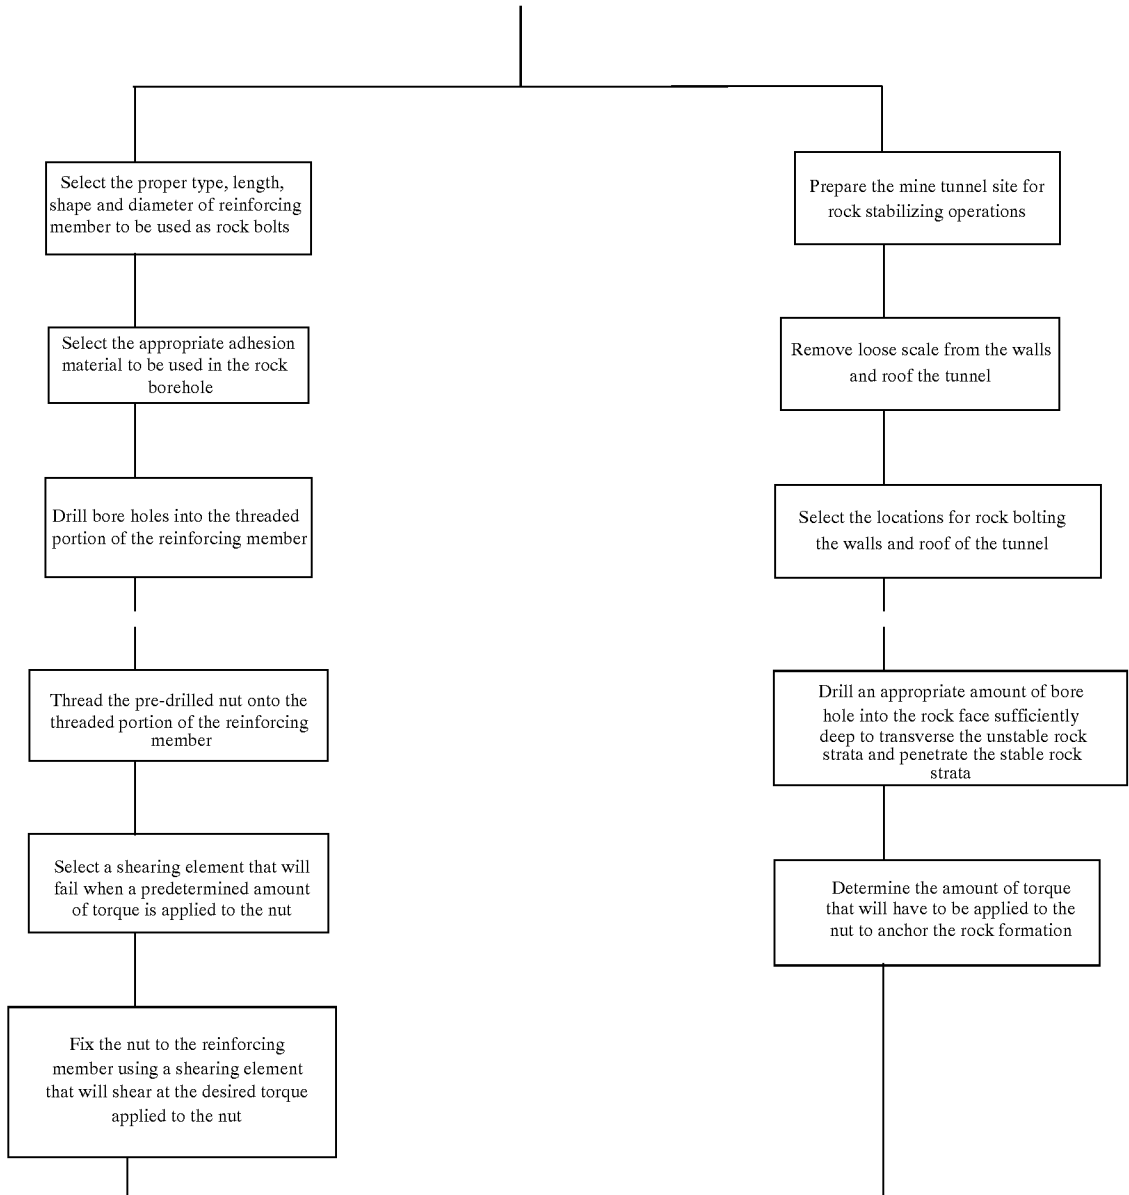 Select the proper type, length,
shape and diameter of reinforcing
member to be used as rock bolts
Select the appropriate adhesion
material to be used in the rock
borehole
Drill bore holes into the threaded
portion of the reinforcing member
Thread the pre-drilled nut onto the
threaded portion of the reinforcing
member
Select a shearing element that will
fail when a predetermined amount
of torque is applied to the nut
Fix the nut to the reinforcing
member using a shearing element
that will shear at the desired torque
applied to the nut
Prepare the mine tunnel site for
rock stabilizing operations
Remove loose scale from the walls
and roof the tunnel
Select the locations for rock bolting
the walls and roof of the tunnel
Drill an appropriate amount of bore
hole into the rock face sufficiently
deep to transverse the unstable rock
strata and penetrate the stable rock
strata
Determine the amount of torque
that will have to be applied to the
nut to anchor the rock formation